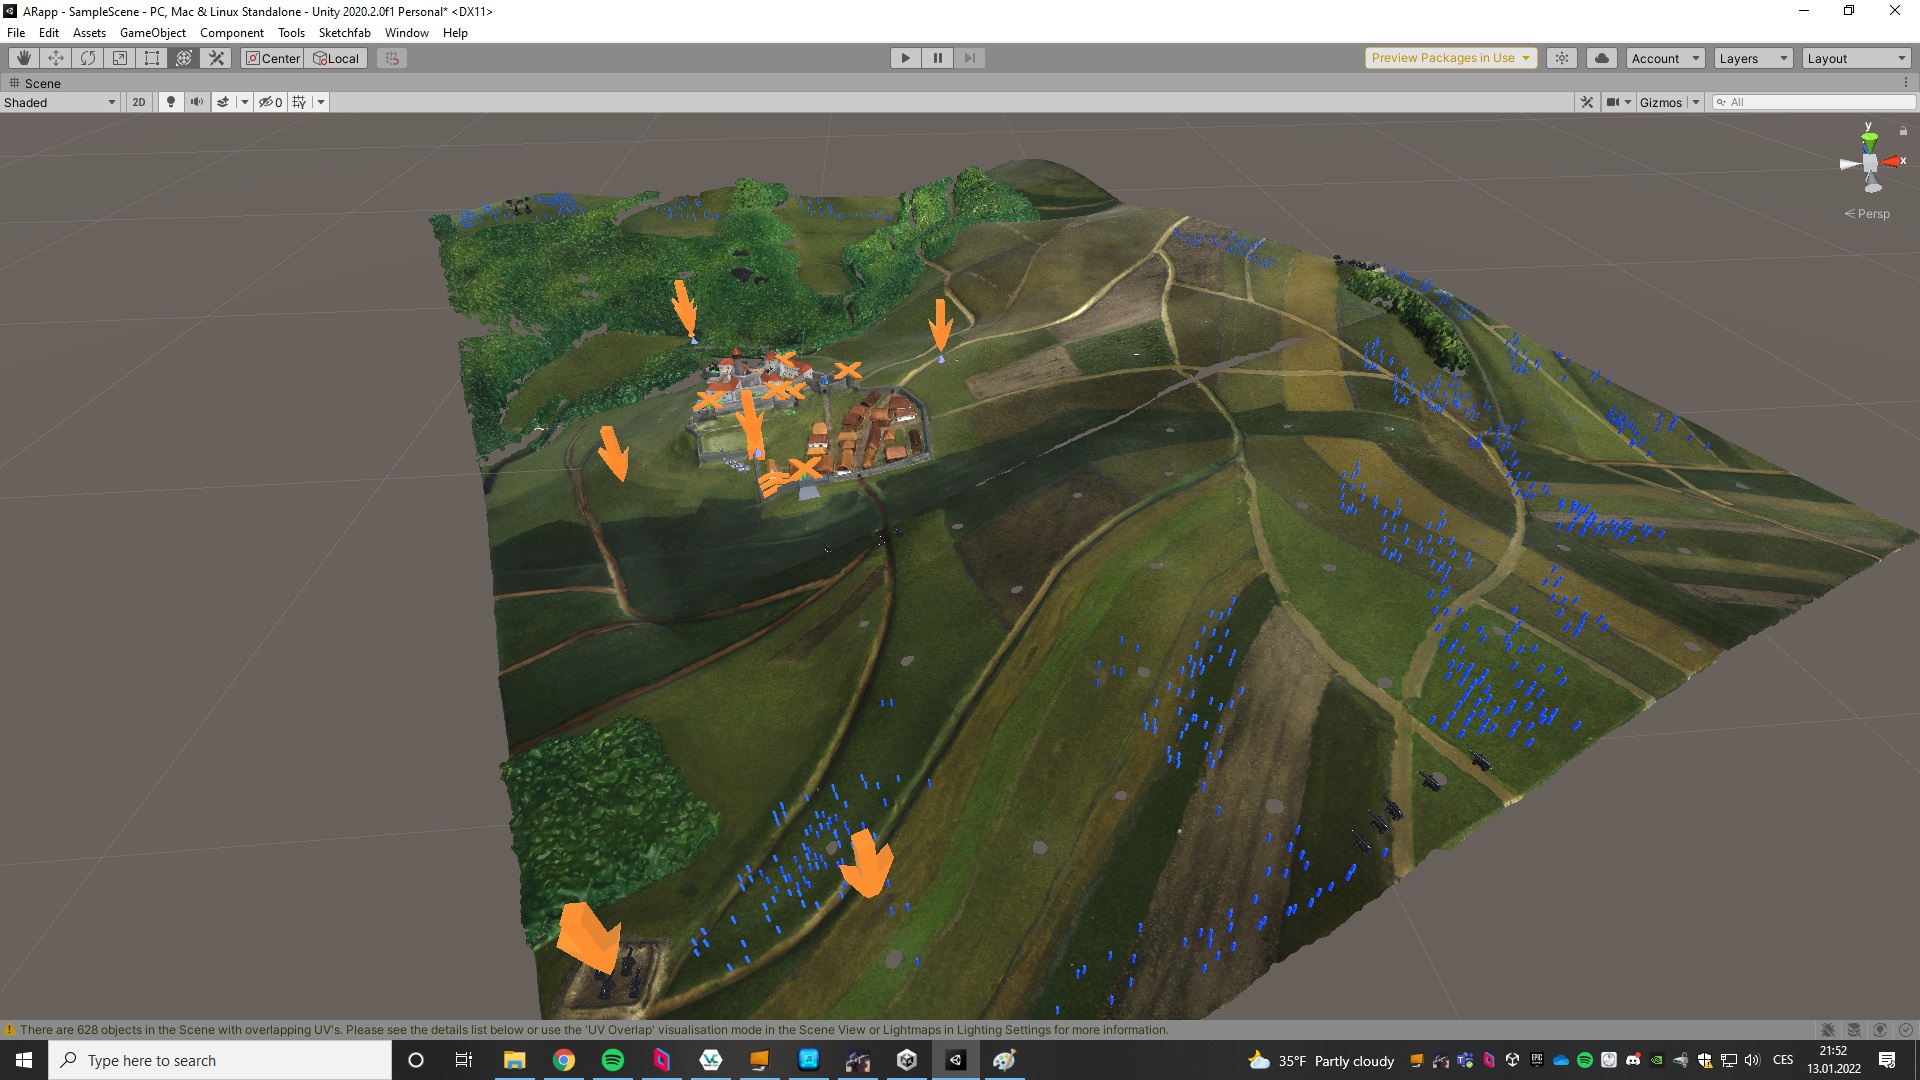 ARapp - SampleScene - PC, Mac & Linux Standalone - Unity 2020.2.0f1 Personal* <DX11>
File Edit Assets GameObject Component Tools Sketchfab Window Help
Center Local Preview Packages in Use Account Layers Layout
Scene
Shaded 2D 0 Gizmos All
y
x
Persp
There are 628 objects in the Scene with overlapping UV's. Please see the details list below or use the 'UV Overlap' visualisation mode in the Scene View or Lightmaps in Lighting Settings for more information.
Type here to search 35°F Partly cloudy CES 21:52
13.01.2022